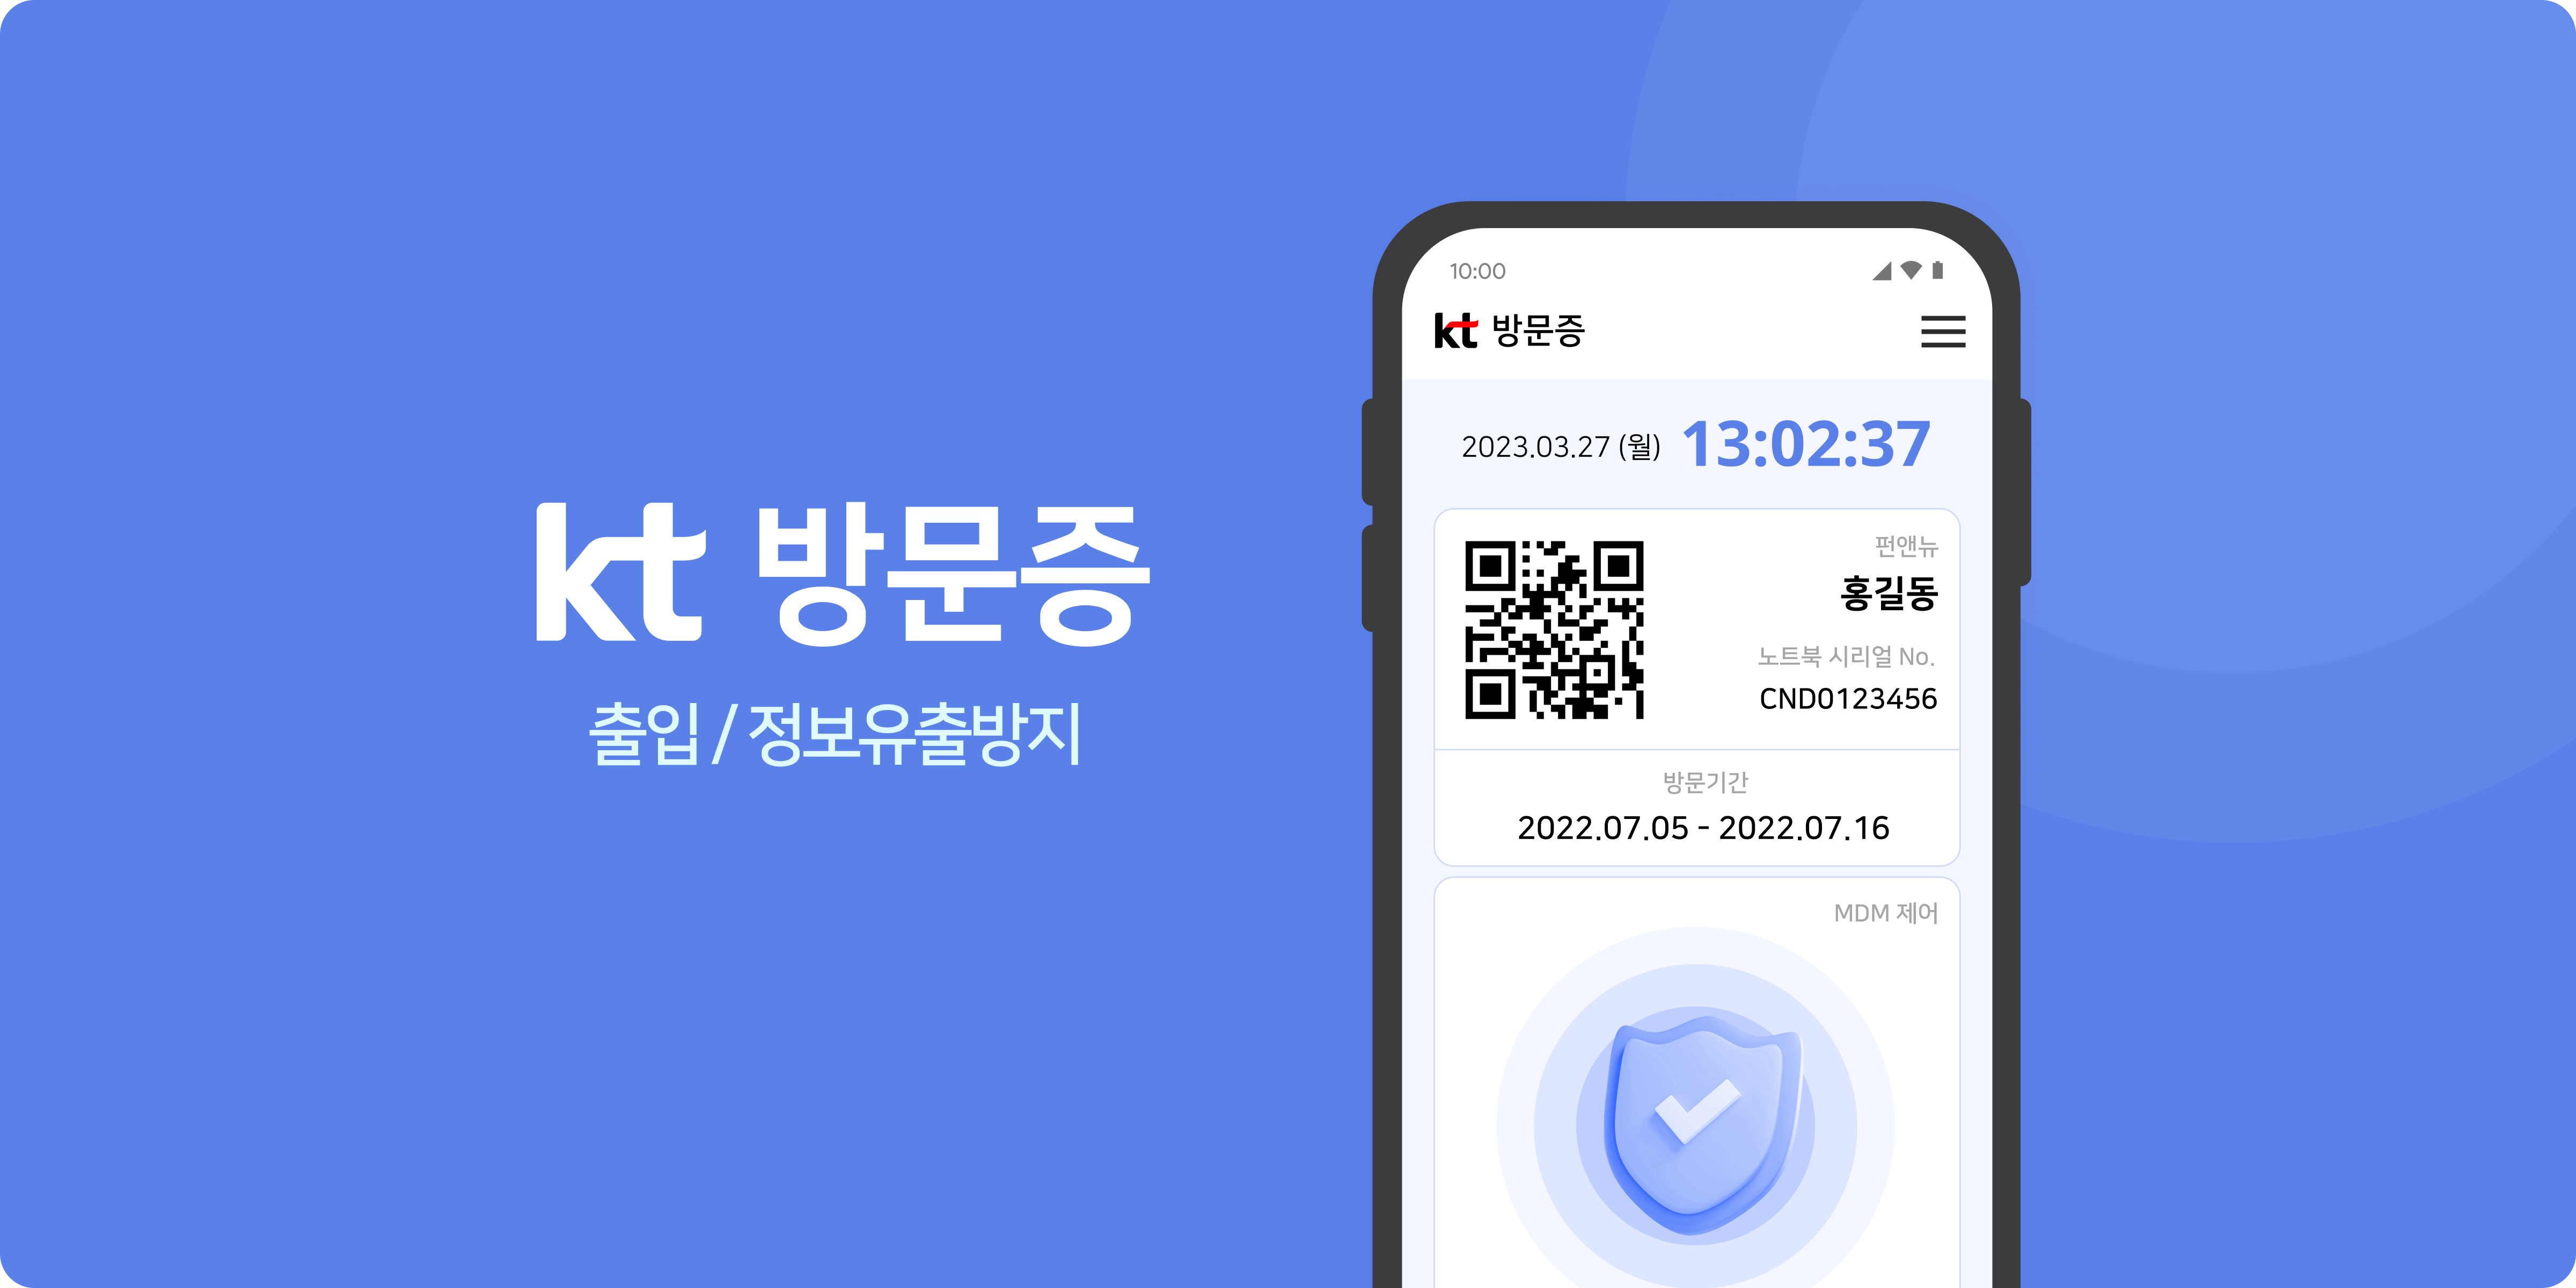 kt 방문증
출입 / 정보유출방지
10:00
kt 방문증
2023.03.27 (월) 13:02:37
펀앤뉴
홍길동
노트북 시리얼 No.
CND0123456
방문기간
2022.07.05 - 2022.07.16
MDM 제어